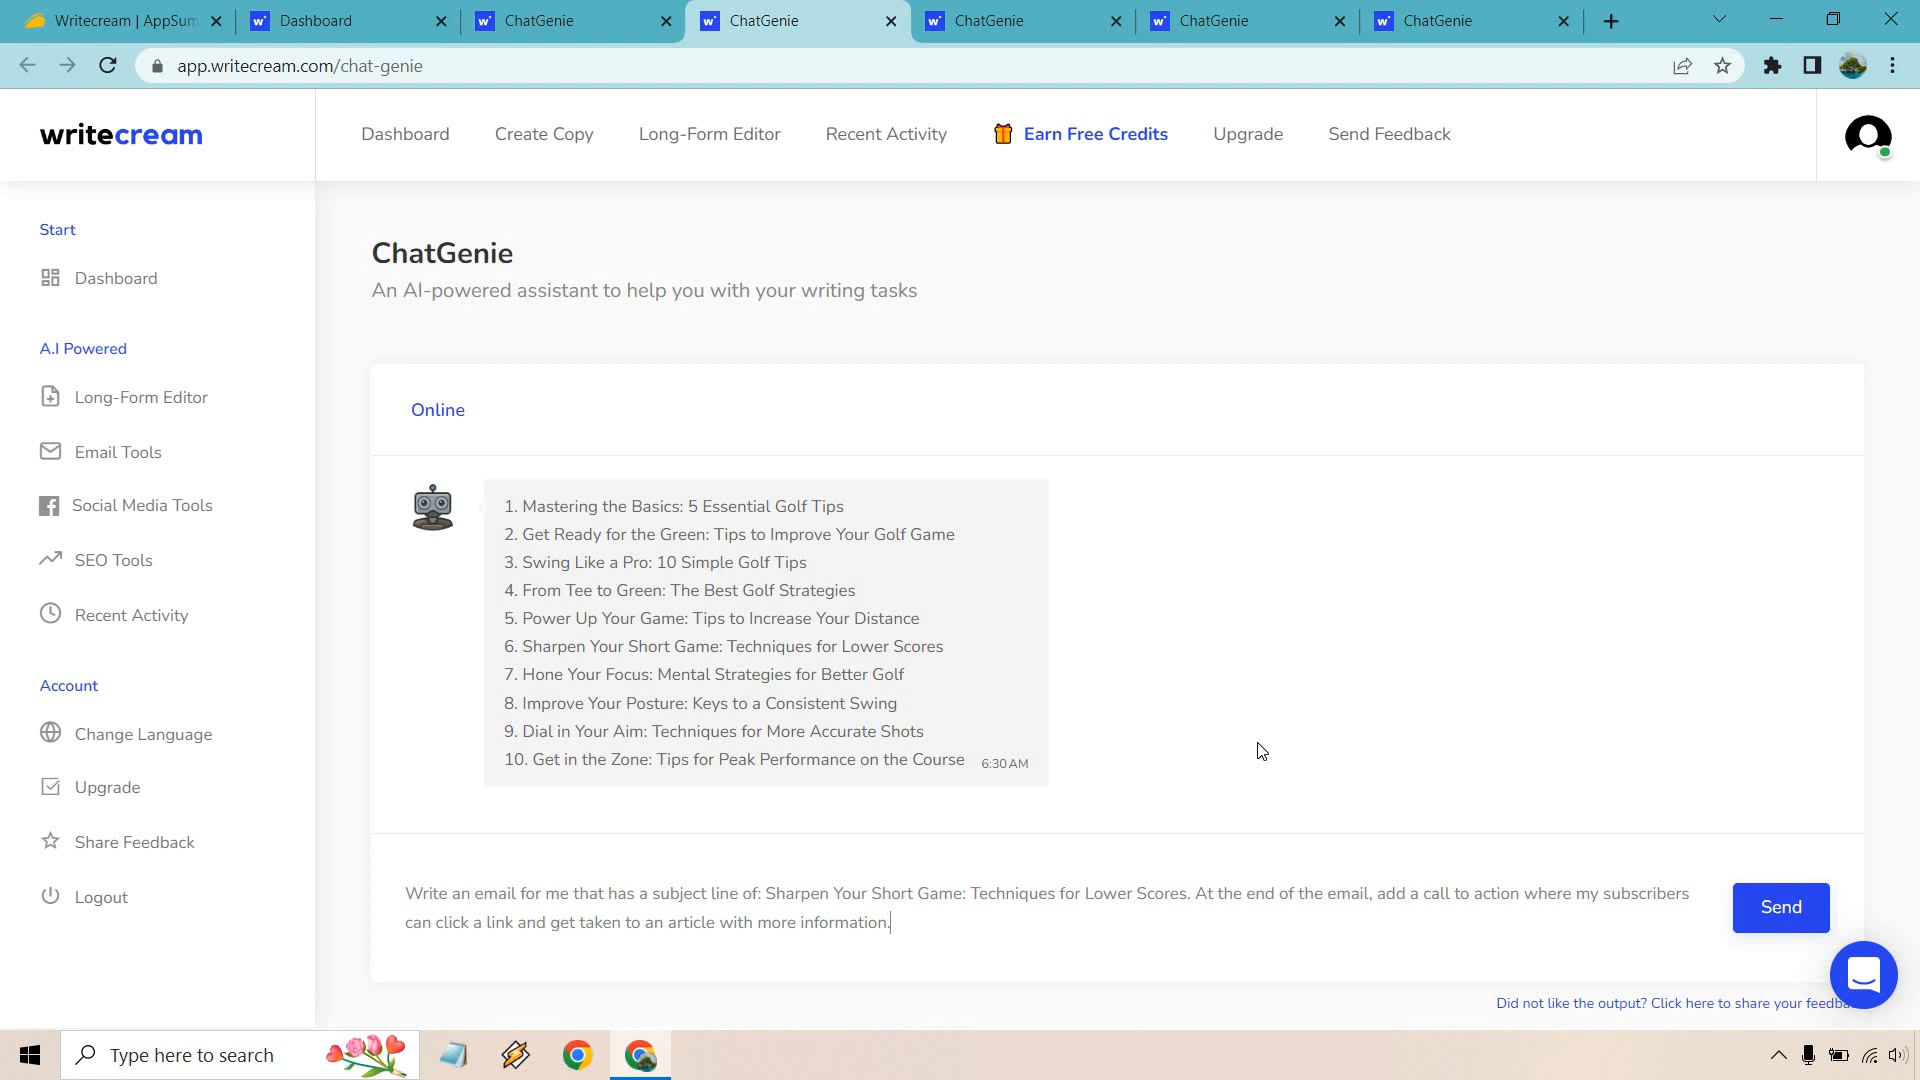 Writecream | AppSum
Dashboard
ChatGenie
ChatGenie
ChatGenie
ChatGenie
ChatGenie
app.writecream.com/chat-genie
writecream
Dashboard
Create Copy
Long-Form Editor
Recent Activity
Earn Free Credits
Upgrade
Send Feedback
Start
Dashboard
A.I Powered
Long-Form Editor
Email Tools
Social Media Tools
SEO Tools
Recent Activity
Account
Change Language
Upgrade
Share Feedback
Logout
ChatGenie
An AI-powered assistant to help you with your writing tasks
Online
1. Mastering the Basics: 5 Essential Golf Tips
2. Get Ready for the Green: Tips to Improve Your Golf Game
3. Swing Like a Pro: 10 Simple Golf Tips
4. From Tee to Green: The Best Golf Strategies
5. Power Up Your Game: Tips to Increase Your Distance
6. Sharpen Your Short Game: Techniques for Lower Scores
7. Hone Your Focus: Mental Strategies for Better Golf
8. Improve Your Posture: Keys to a Consistent Swing
9. Dial in Your Aim: Techniques for More Accurate Shots
10. Get in the Zone: Tips for Peak Performance on the Course
6:30 AM
Write an email for me that has a subject line of: Sharpen Your Short Game: Techniques for Lower Scores. At the end of the email, add a call to action where my subscribers
can click a link and get taken to an article with more information.
Send
Did not like the output? Click here to share your feedba
Type here to search